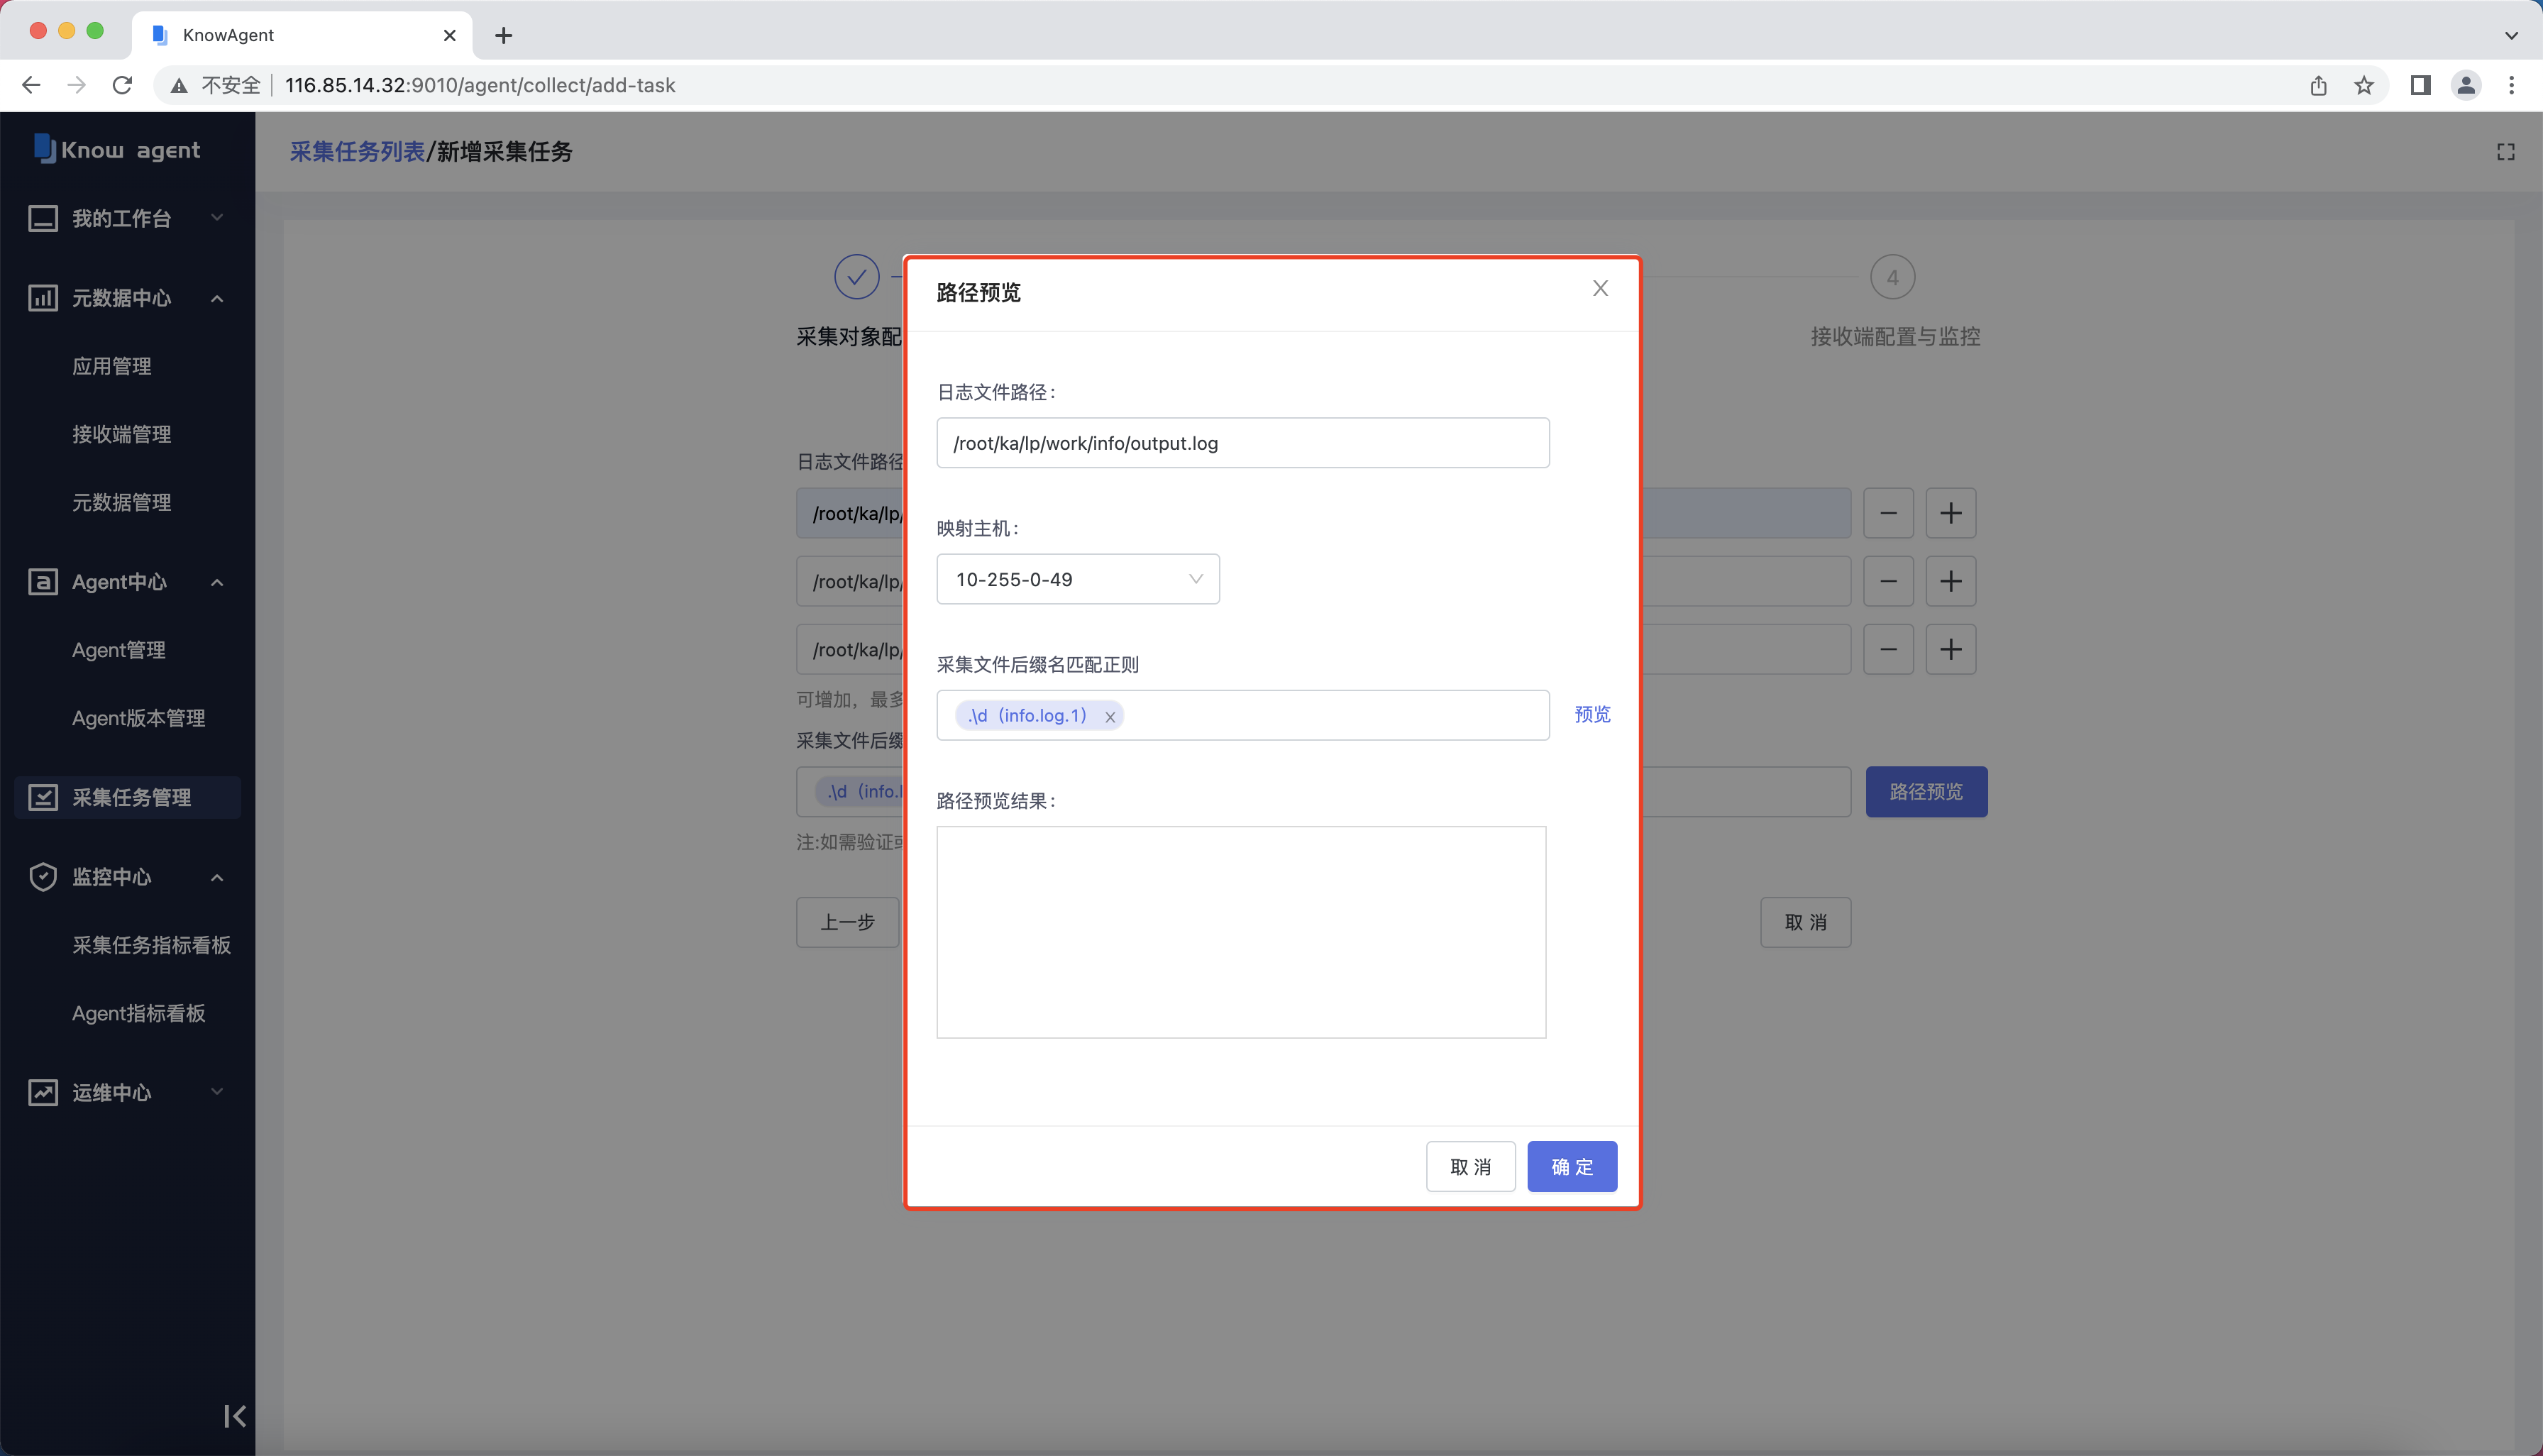 KnowAgent
不安全
116.85.14.32:9010/agent/collect/add-task
Know agent
采集任务列表/新增采集任务
我的工作台
元数据中心
应用管理
接收端管理
元数据管理
Agent中心
Agent管理
Agent版本管理
采集任务管理
监控中心
采集任务指标看板
Agent指标看板
运维中心
采集对象配
4
接收端配置与监控
日志文件路径
/root/ka/lp/
/root/ka/lp/
/root/ka/lp/
可增加，最多
采集文件后缀
.\d（info.l
路径预览
注:如需验证或
上一步
取 消
路径预览
日志文件路径：
/root/ka/lp/work/info/output.log
映射主机：
10-255-0-49
采集文件后缀名匹配正则
.\d（info.log.1）
预览
路径预览结果：
取 消
确 定